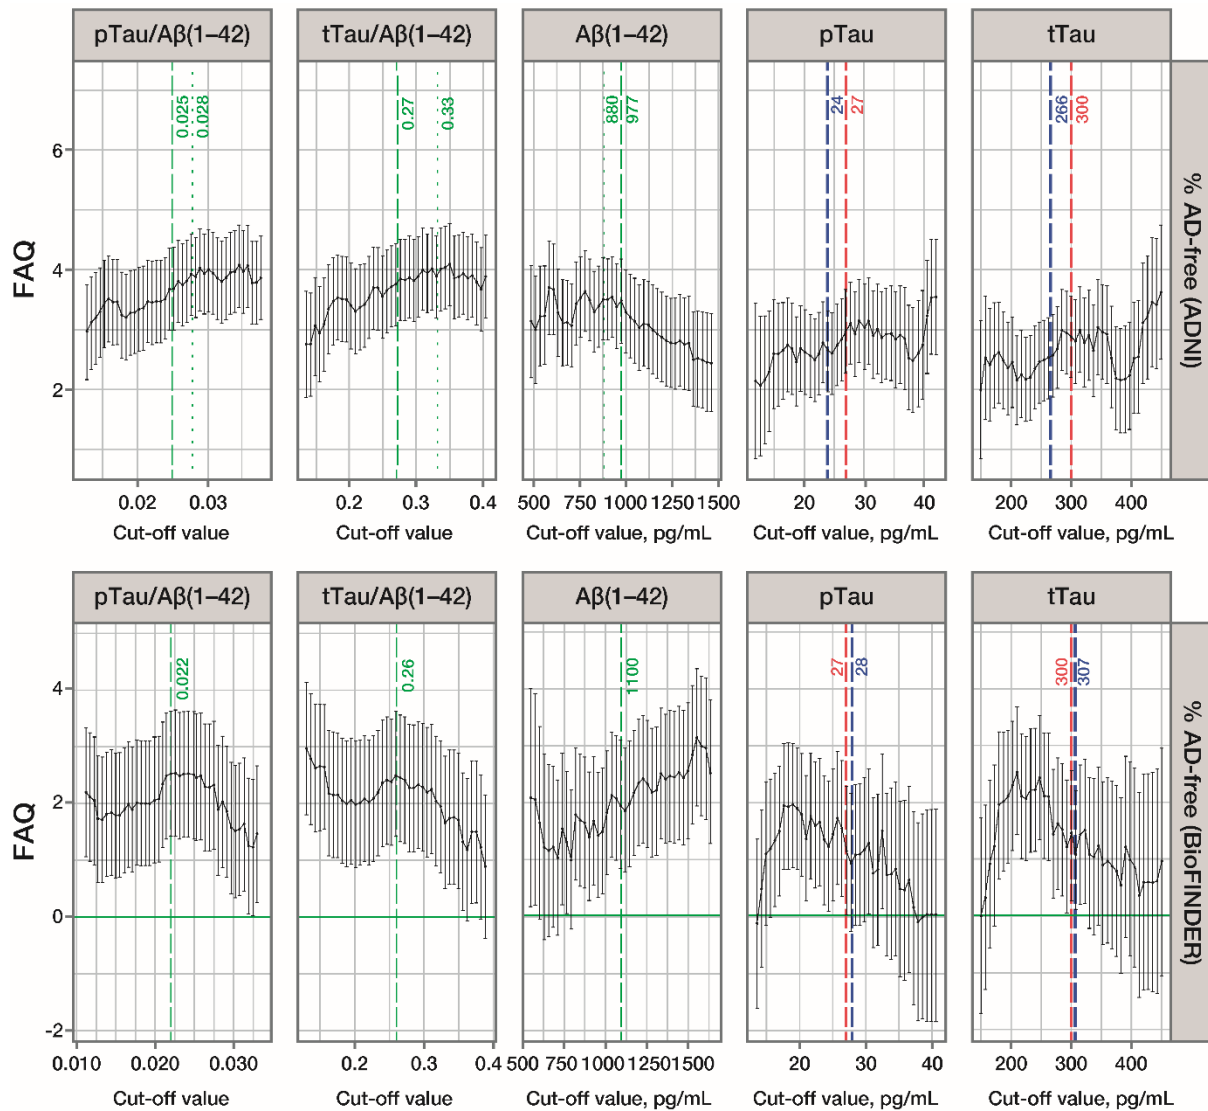 pTau/Aβ(1–42)
tTau/Aβ(1–42)
Aβ(1–42)
pTau
tTau
FAQ
6
4
2
0.025
0.028
0.27
0.33
880
977
24
27
266
300
% AD-free (ADNI)
0.02 0.03
0.2 0.3 0.4
500 750 1000 1250 1500
20 30 40
200 300 400
Cut-off value
Cut-off value
Cut-off value, pg/mL
Cut-off value, pg/mL
Cut-off value, pg/mL
pTau/Aβ(1–42)
tTau/Aβ(1–42)
Aβ(1–42)
pTau
tTau
FAQ
4
2
0
-2
0.022
0.26
1100
27
28
300
307
% AD-free (BioFINDER)
0.010 0.020 0.030
0.2 0.3 0.4
500 750 1000 1250 1500
20 30 40
200 300 400
Cut-off value
Cut-off value
Cut-off value, pg/mL
Cut-off value, pg/mL
Cut-off value, pg/mL